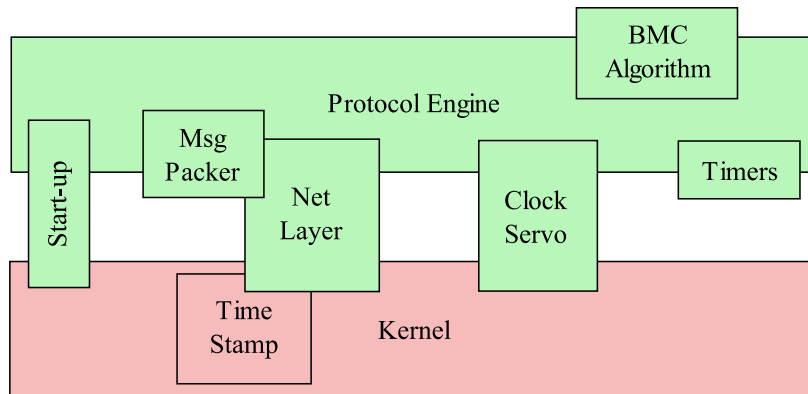 BMC
Algorithm
Protocol Engine
Msg
Packer
Start-up
Net
Layer
Clock
Servo
Timers
Time
Stamp
Kernel